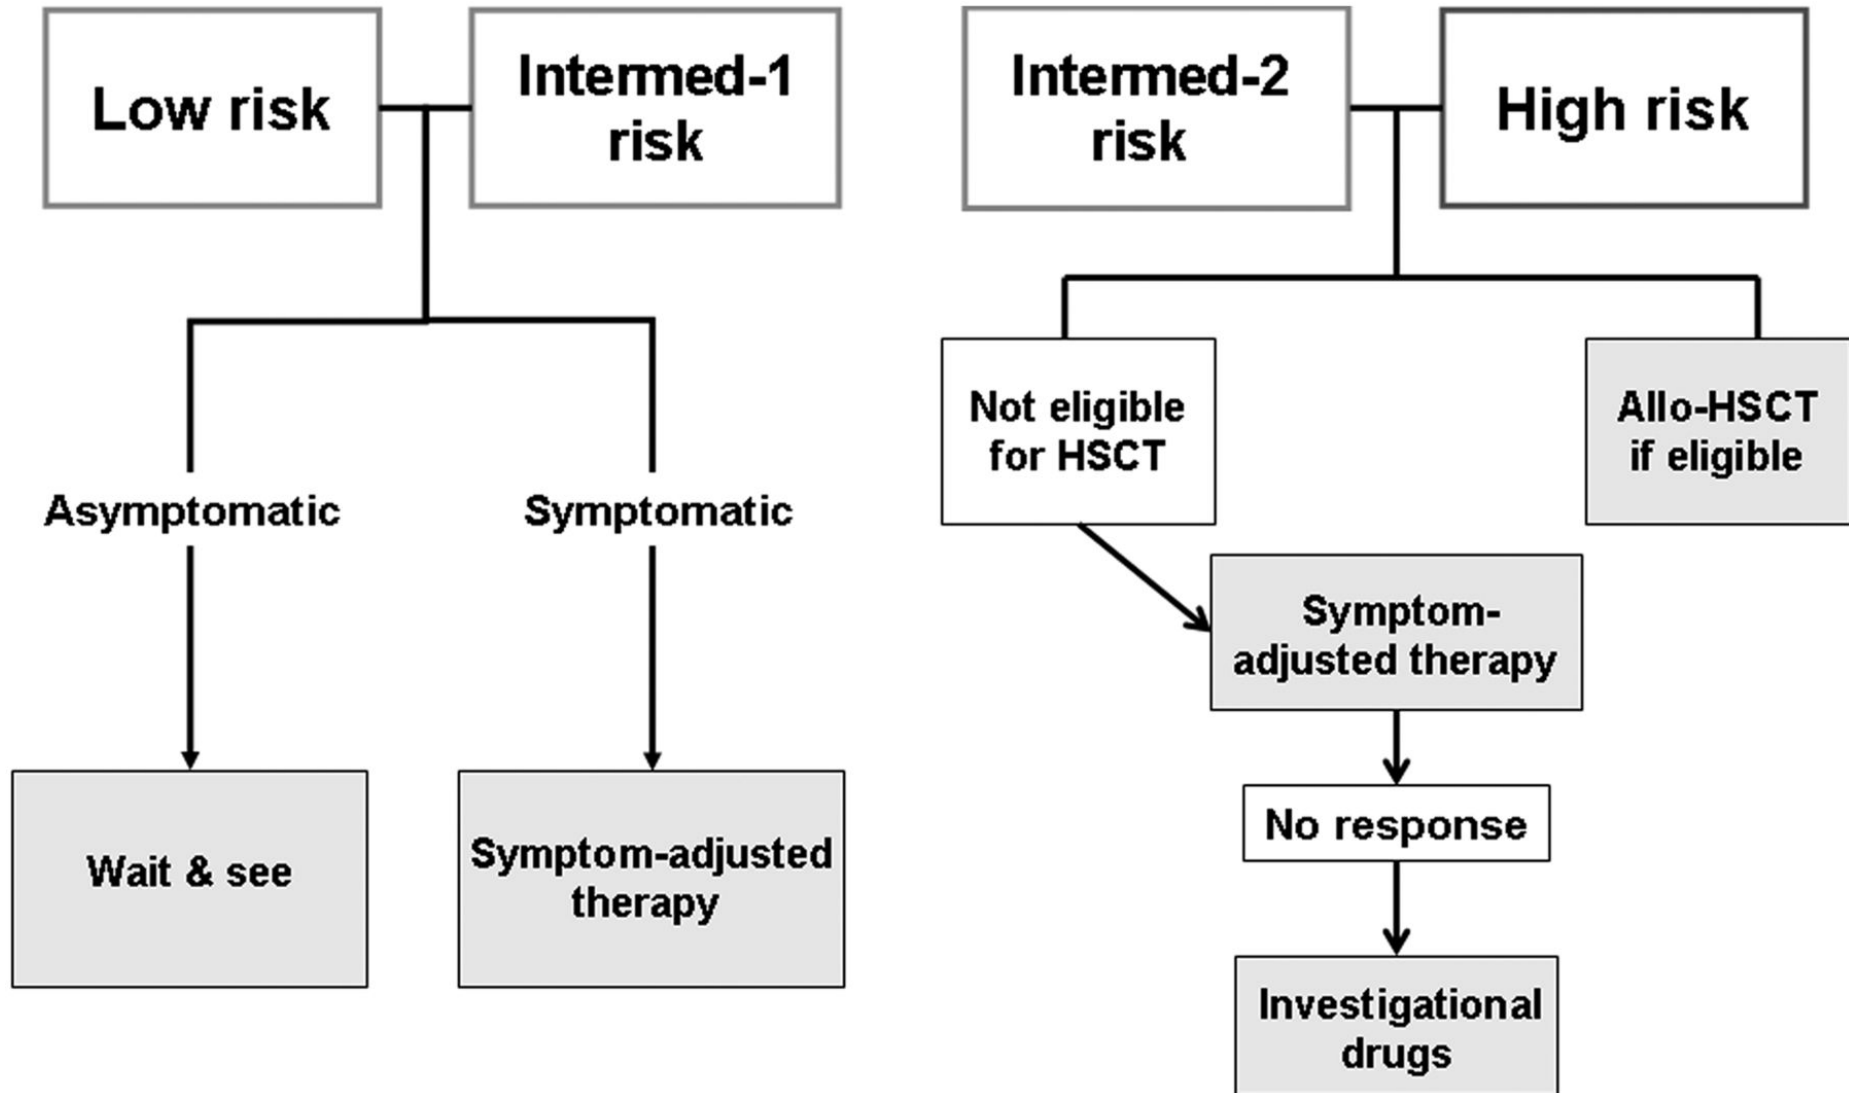 Low risk
Intermed-1
risk
Intermed-2
risk
High risk
Asymptomatic
Symptomatic
Wait & see
Symptom-adjusted
therapy
Not eligible
for HSCT
Allo-HSCT
if eligible
Symptom-
adjusted therapy
No response
Investigational
drugs